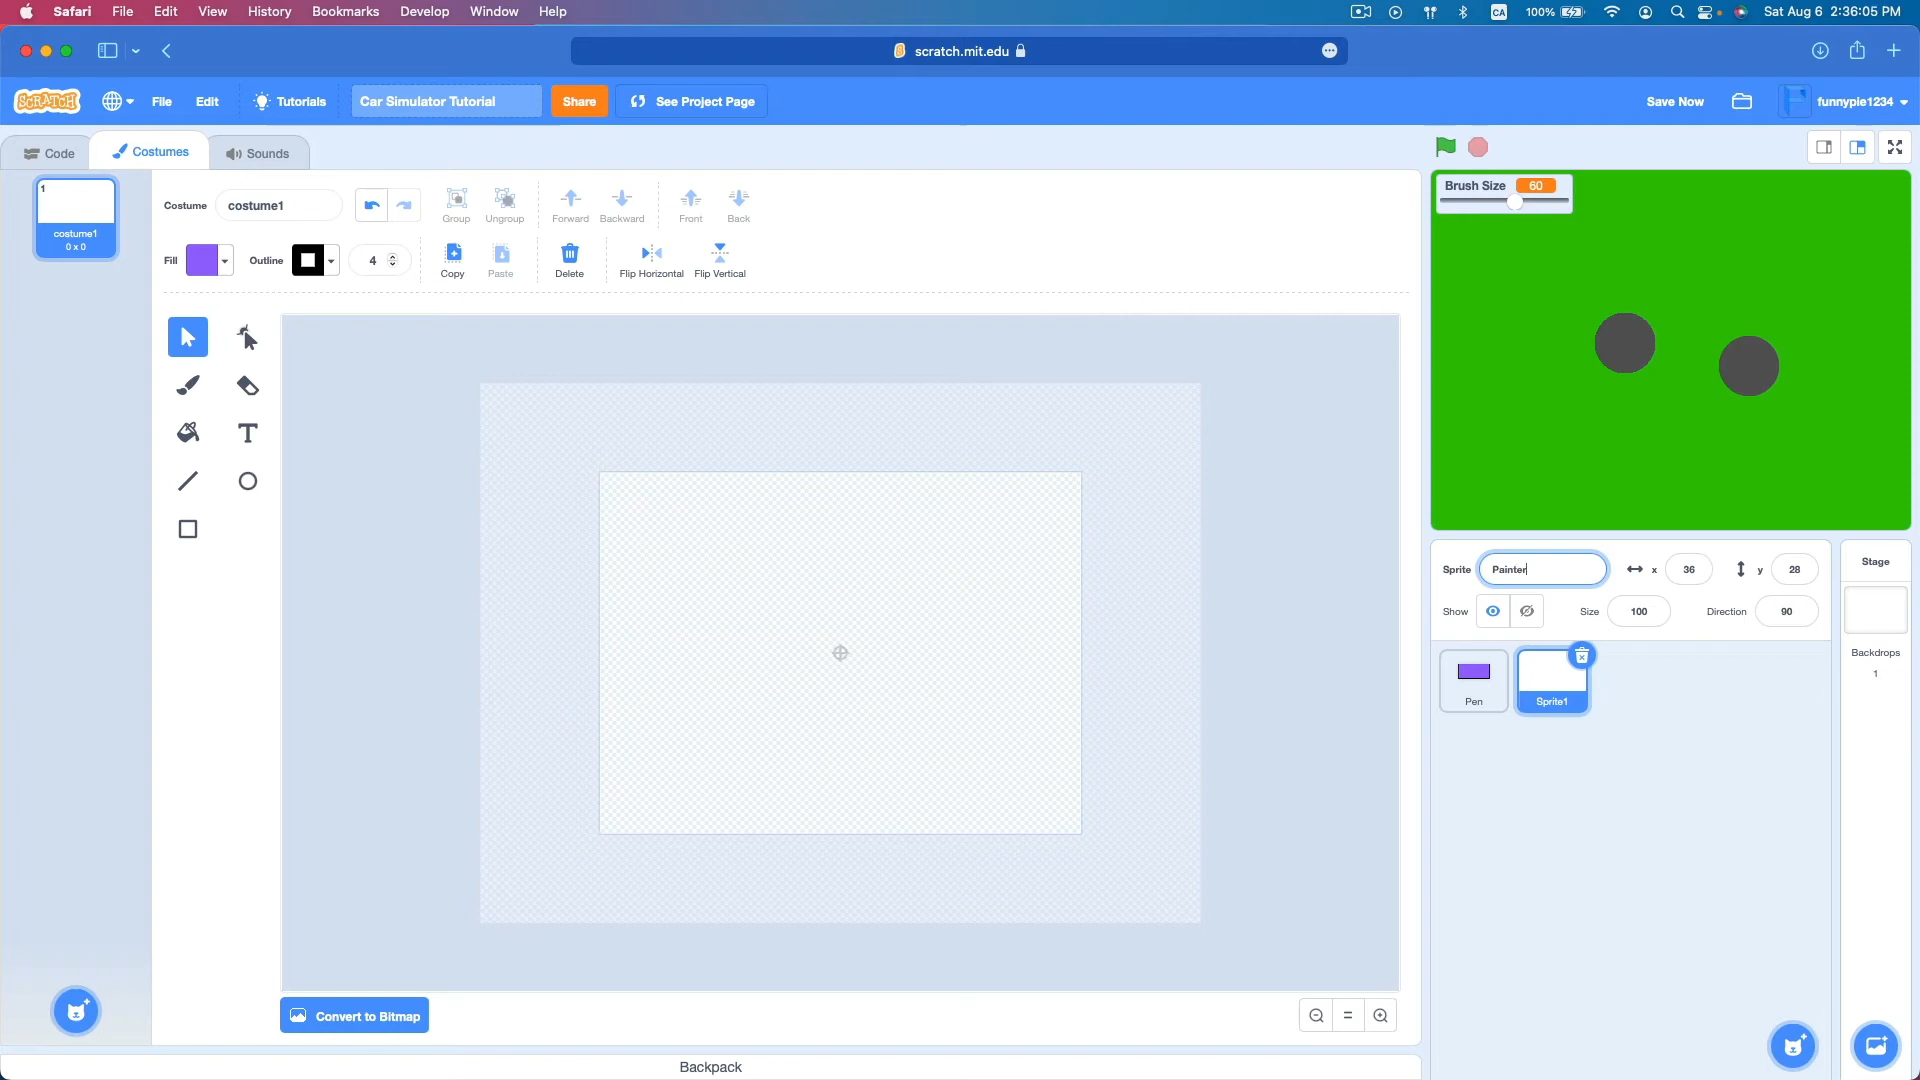 Safari File Edit View History Bookmarks Develop Window Help CA 100% Sat Aug 6 2:36:05 PM
scratch.mit.edu
SCRATCH File Edit Tutorials Car Simulator Tutorial Share See Project Page Save Now funnypie1234
Code Costumes Sounds
1
costume1
0 x 0
Costume costume1 Group Ungroup Forward Backward Front Back
Fill Outline 4 Copy Paste Delete Flip Horizontal Flip Vertical
Convert to Bitmap
Backpack
Brush Size 60
Sprite Painter x 36 y 28
Show Size 100 Direction 90
Pen Sprite1
Stage
Backdrops
1